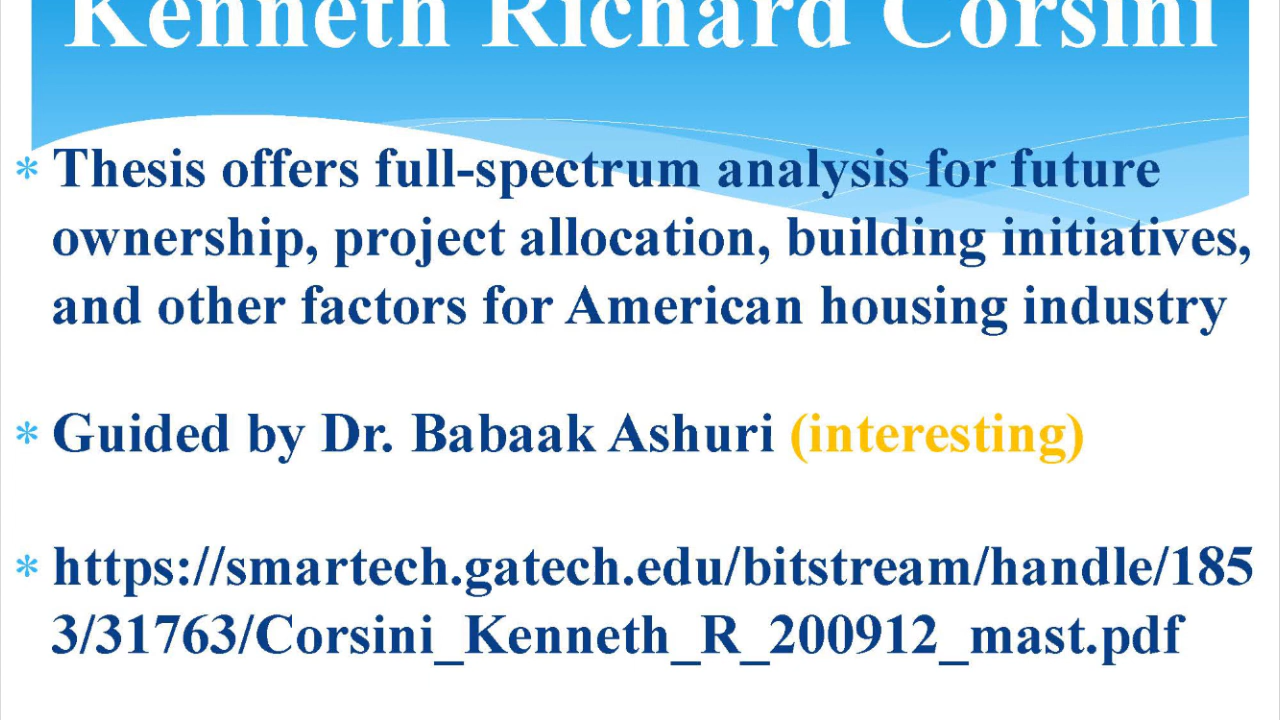 Kenneth Richard Corsini
* Thesis offers full-spectrum analysis for future
ownership, project allocation, building initiatives,
and other factors for American housing industry
* Guided by Dr. Babaak Ashuri (interesting)
* https://smartech.gatech.edu/bitstream/handle/185
3/31763/Corsini_Kenneth_R_200912_mast.pdf